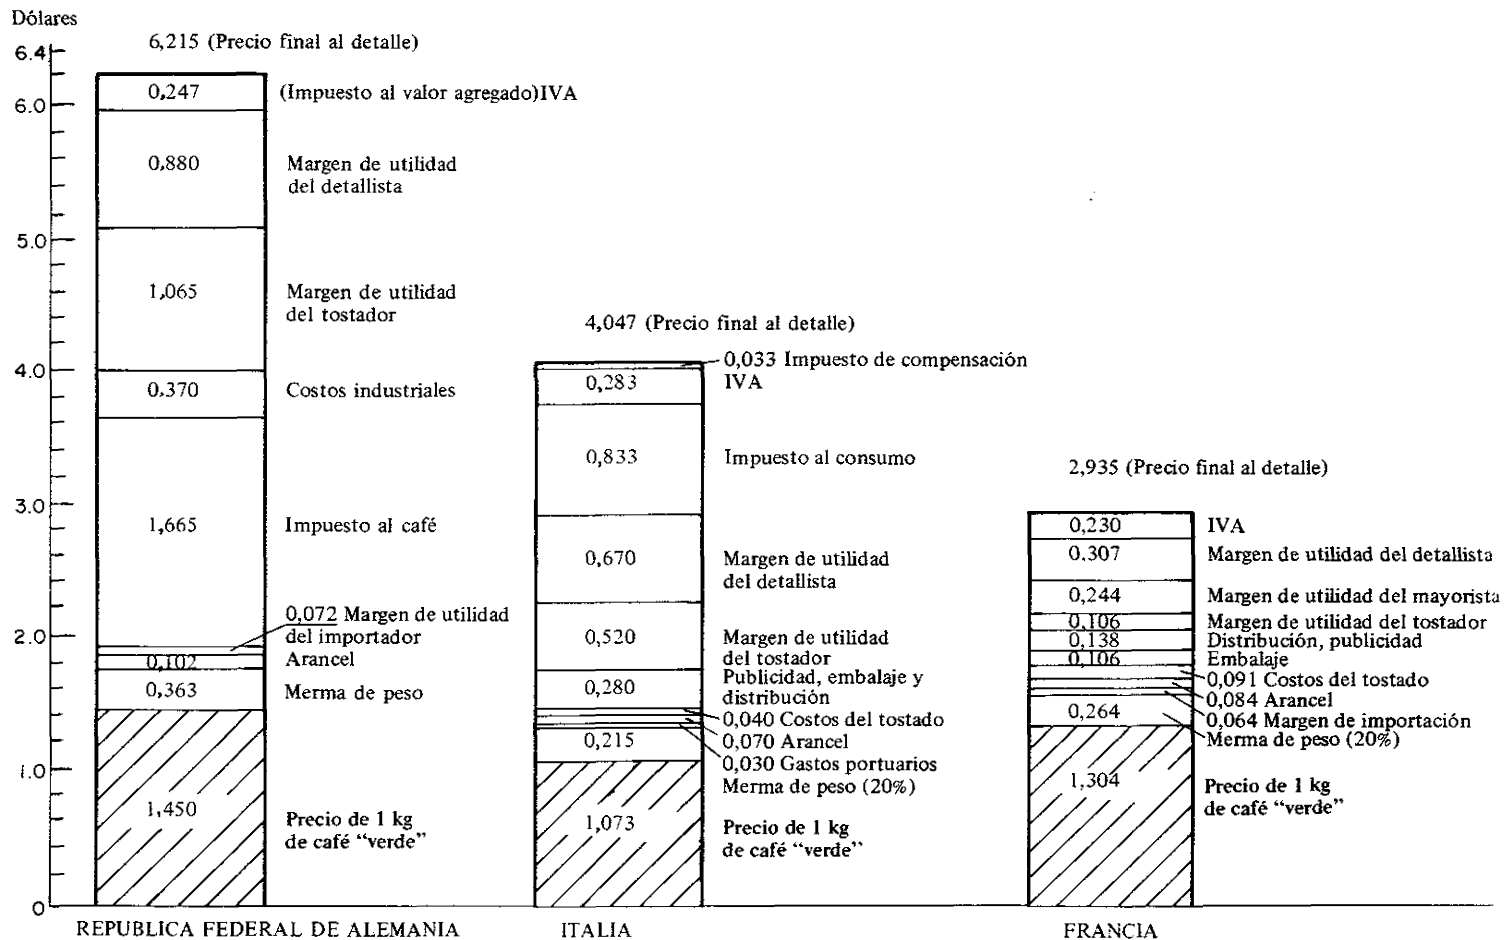 Dólares
6.4
6.0
5.0
4.0
3.0
2.0
1.0
0
6,215 (Precio final al detalle)
0.247 (Impuesto al valor agregado)IVA
0.880 Margen de utilidad
del detallista
1.065 Margen de utilidad
del tostador
0.370 Costos industriales
1,665 Impuesto al café
0,072 Margen de utilidad
del importador
0,102 Arancel
0,363 Merma de peso
1,450 Precio de 1 kg
de café “verde”
REPUBLICA FEDERAL DE ALEMANIA
4,047 (Precio final al detalle)
0,033 Impuesto de compensación
0,283 IVA
0,833 Impuesto al consumo
0,670 Margen de utilidad
del detallista
0,520 Margen de utilidad
del tostador
0,280 Publicidad, embalaje y
distribución
0,040 Costos del tostado
0,070 Arancel
0,030 Gastos portuarios
0,215 Merma de peso (20%)
1,073 Precio de 1 kg
de café “verde”
ITALIA
2,935 (Precio final al detalle)
0,230 IVA
0.307 Margen de utilidad del detallista
0,244 Margen de utilidad del mayorista
0,106 Margen de utilidad del tostador
0,138 Distribución, publicidad
0,106 Embalaje
0,091 Costos del tostado
0,084 Arancel
0,064 Margen de importación
0,264 Merma de peso (20%)
1,304 Precio de 1 kg
de café “verde”
FRANCIA